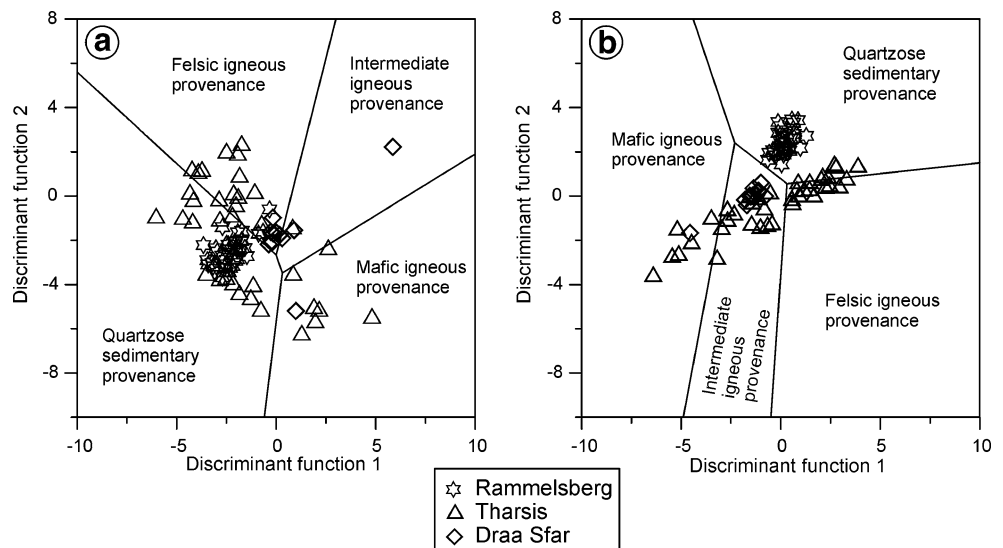 a
8
4
0
-4
-8
Discriminant function 2
-10
-5
0
5
10
Discriminant function 1
Felsic igneous
provenance
Intermediate
igneous
provenance
Mafic igneous
provenance
Quartzose
sedimentary
provenance
b
8
4
0
-4
-8
Discriminant function 2
-10
-5
0
5
10
Discriminant function 1
Quartzose
sedimentary
provenance
Mafic igneous
provenance
Felsic igneous
provenance
Intermediate
igneous
provenance
Rammelsberg
Tharsis
Draa Sfar